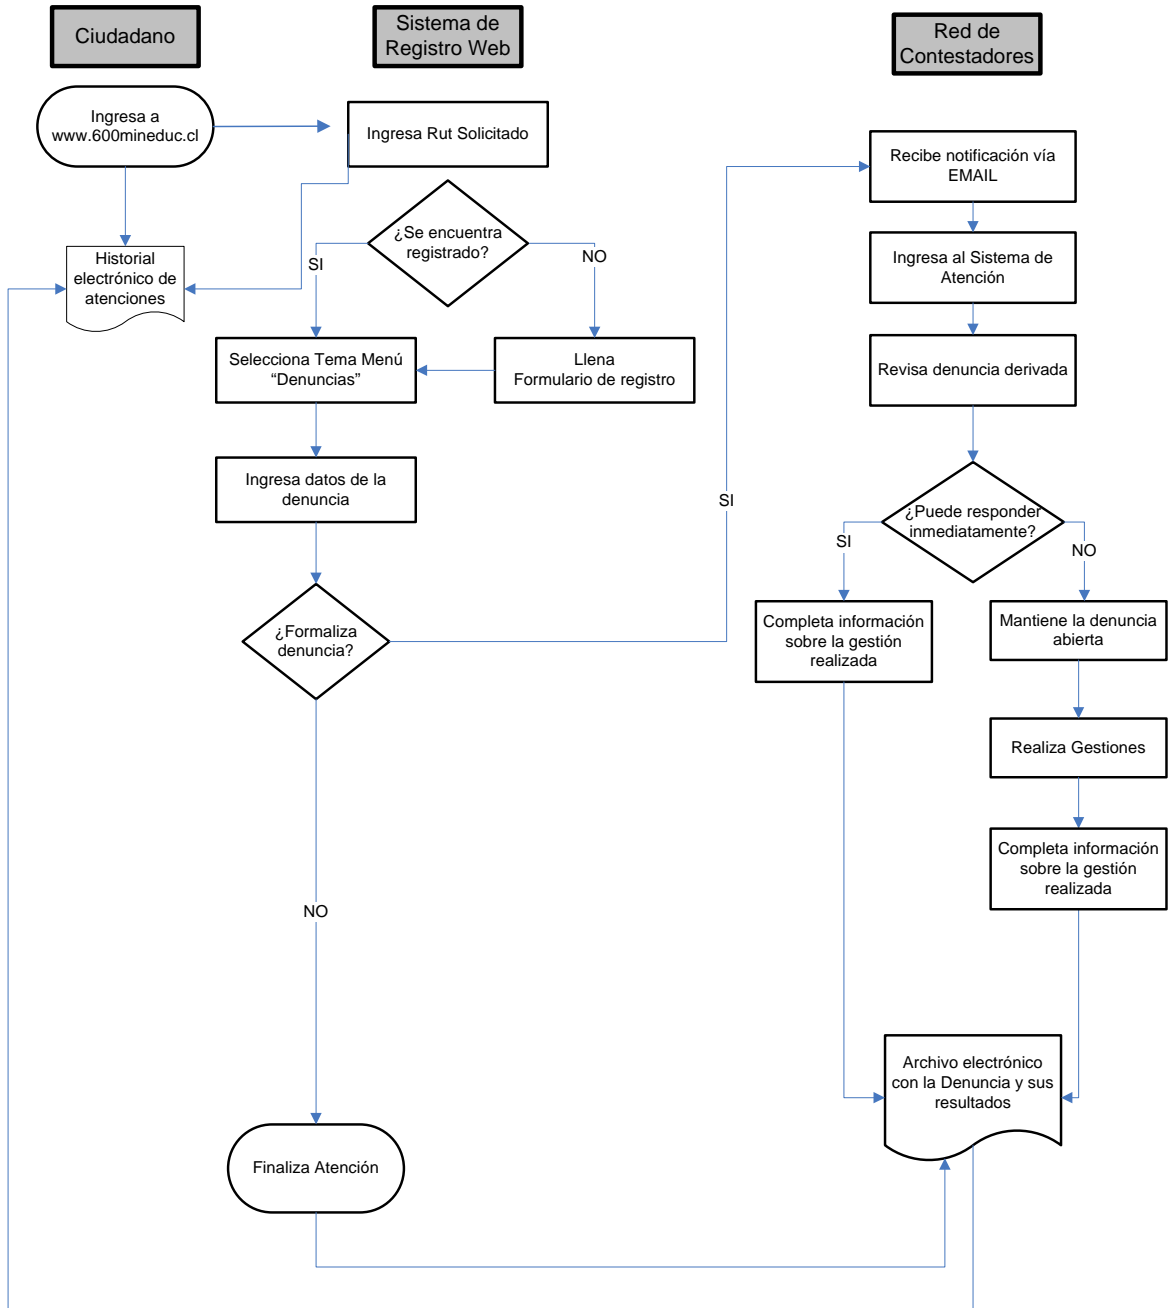 Ciudadano
Sistema de
Registro Web
Red de
Contestadores
Ingresa a
www.600mineduc.cl
Ingresa Rut Solicitado
Recibe notificación vía
EMAIL
¿Se encuentra
registrado?
SI
NO
Historial
electrónico de
atenciones
Ingresa al Sistema de
Atención
Selecciona Tema Menú
“Denuncias”
Llena
Formulario de registro
Revisa denuncia derivada
Ingresa datos de la
denuncia
SI
¿Puede responder
inmediatamente?
SI
NO
¿Formaliza
denuncia?
Completa información
sobre la gestión
realizada
Mantiene la denuncia
abierta
Realiza Gestiones
Completa información
sobre la gestión
realizada
NO
Archivo electrónico
con la Denuncia y sus
resultados
Finaliza Atención